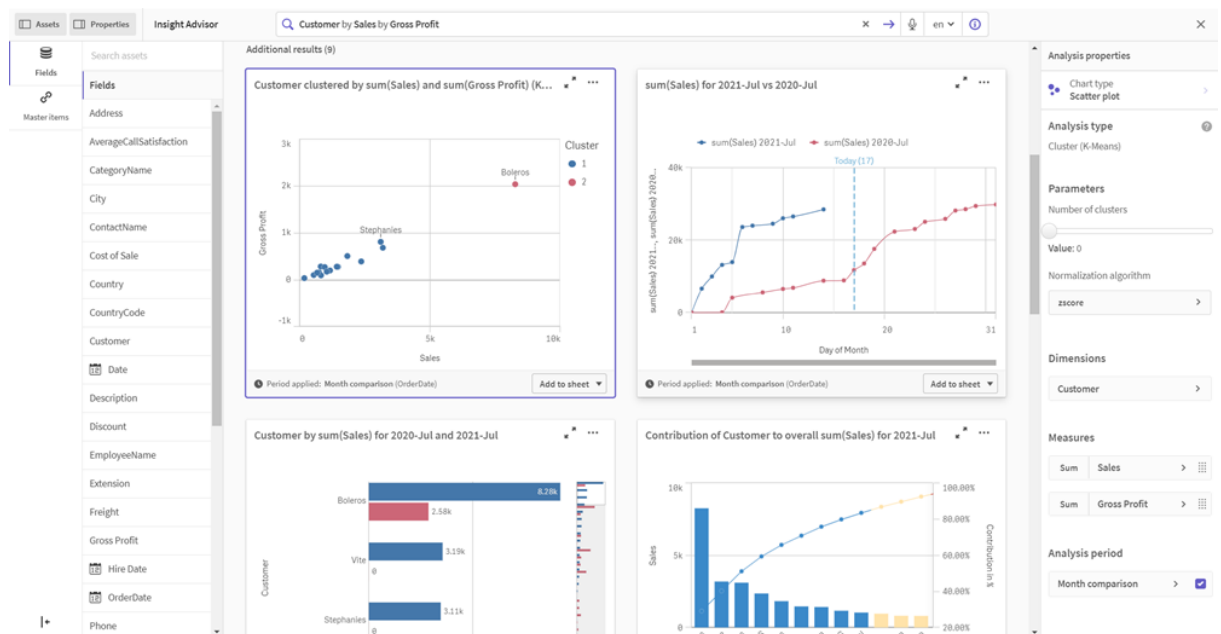 Assets
Properties
Insight Advisor
Customer by Sales by Gross Profit
en
Fields
Master items
Search assets
Fields
Address
AverageCallSatisfaction
CategoryName
City
ContactName
Cost of Sale
Country
CountryCode
Customer
Date
Description
Discount
EmployeeName
Extension
Freight
Gross Profit
Hire Date
OrderDate
Phone
Additional results (9)
Customer clustered by sum(Sales) and sum(Gross Profit) (K...
3k
2k
1k
0
-1k
Gross Profit
Boleros
Stephanies
Cluster
1
2
0
5k
10k
Sales
Period applied: Month comparison (OrderDate)
Add to sheet
sum(Sales) for 2021-Jul vs 2020-Jul
sum(Sales) 2021-Jul
sum(Sales) 2020-Jul
Today (17)
sum(Sales) 2021..., sum(Sales) 2020...
40k
20k
0
1
10
20
31
Day of Month
Period applied: Month comparison (OrderDate)
Add to sheet
Customer by sum(Sales) for 2020-Jul and 2021-Jul
Customer
Boleros
8.28k
2.58k
Vite
3.19k
0
Stephanies
3.11k
0
Contribution of Customer to overall sum(Sales) for 2021-Jul
10k
5k
0
Sales
100.00%
80.00%
60.00%
40.00%
20.00%
Contribution in %
Analysis properties
Chart type
Scatter plot
Analysis type
Cluster (K-Means)
Parameters
Number of clusters
Value: 0
Normalization algorithm
zscore
Dimensions
Customer
Measures
Sum
Sales
Sum
Gross Profit
Analysis period
Month comparison